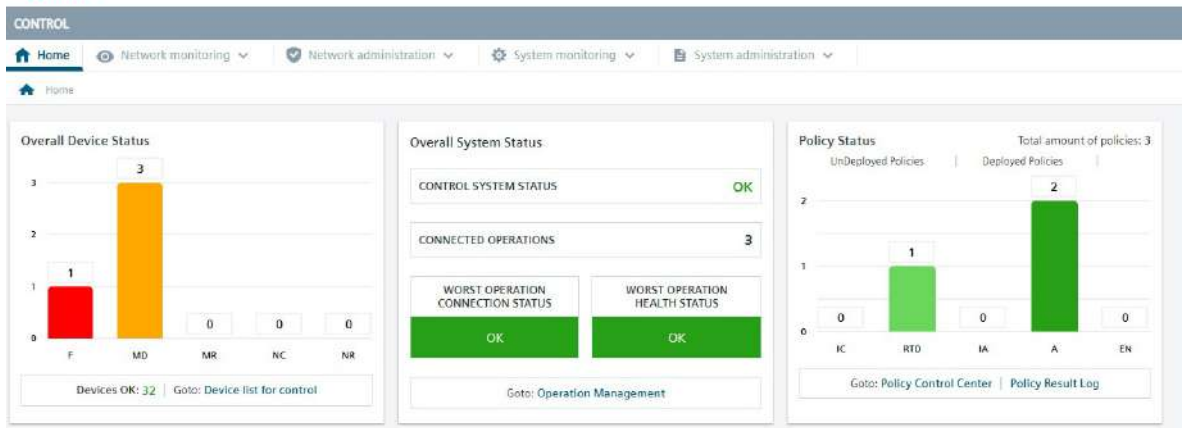 CONTROL
Home Network monitoring Network administration System monitoring System administration
Home
Overall Device Status
3
3
2
1
1
0
0
0
0
F MD MR NC NR
Devices OK: 32 | Goto: Device list for control
Overall System Status
CONTROL SYSTEM STATUS OK
CONNECTED OPERATIONS 3
WORST OPERATION
CONNECTION STATUS
OK
WORST OPERATION
HEALTH STATUS
OK
Goto: Operation Management
Policy Status Total amount of policies: 3
UnDeployed Policies | Deployed Policies |
2
2
1
1
0
0
0
0
IC RTD IA A EN
Goto: Policy Control Center | Policy Result Log